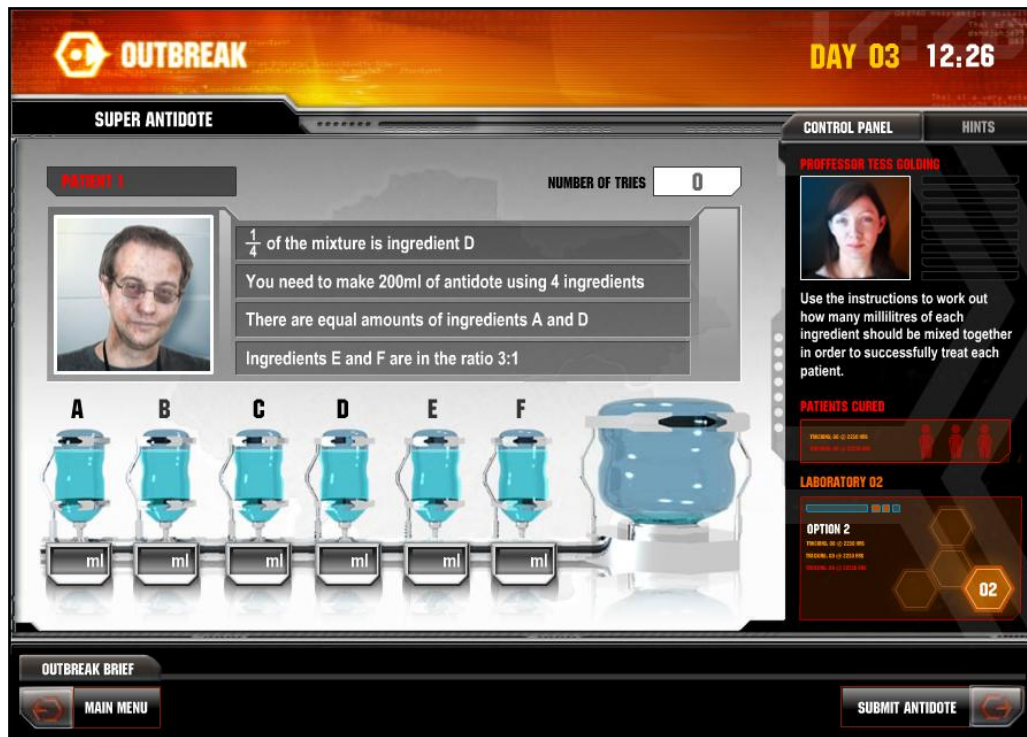 OUTBREAK
DAY 03 12:26
SUPER ANTIDOTE
CONTROL PANEL
HINTS
PATIENT 1
NUMBER OF TRIES 0
1/4 of the mixture is ingredient D
You need to make 200ml of antidote using 4 ingredients
There are equal amounts of ingredients A and D
Ingredients E and F are in the ratio 3:1
A B C D E F
ml ml ml ml ml ml
PROFFESSOR TESS GOLDING
Use the instructions to work out
how many millilitres of each
ingredient should be mixed together
in order to successfully treat each
patient.
PATIENTS CURED
LABORATORY 02
OPTION 2
02
OUTBREAK BRIEF
MAIN MENU
SUBMIT ANTIDOTE